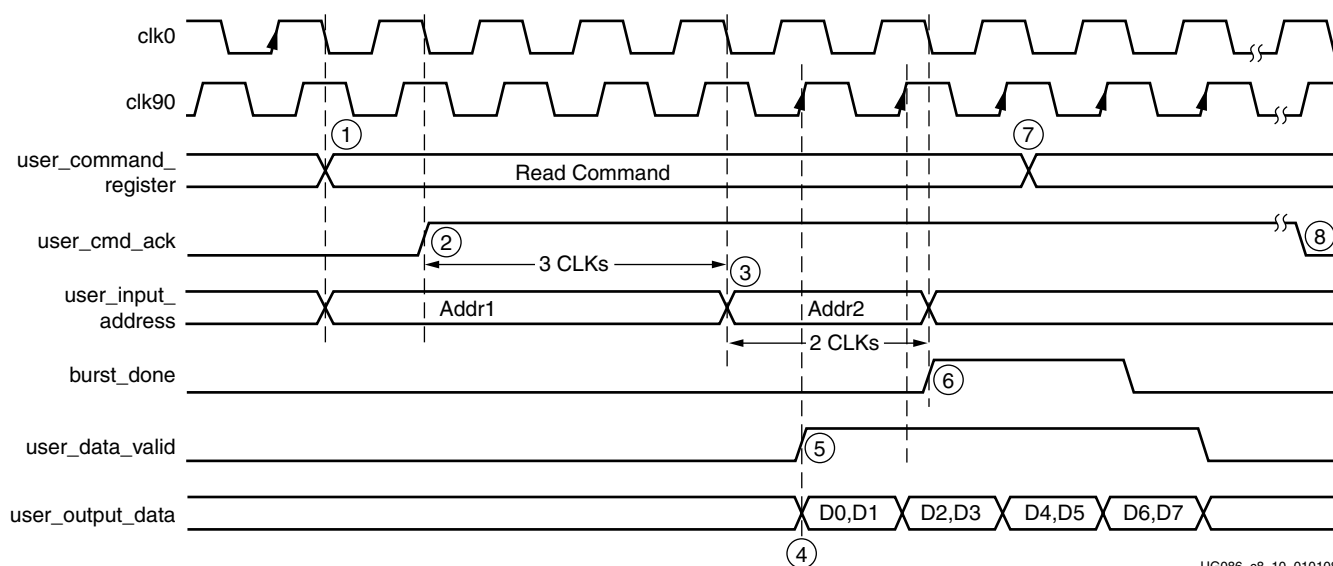 clk0
clk90
1
7
user_command_
register
Read Command
user_cmd_ack
2
8
3 CLKs
3
user_input_
address
Addr1
Addr2
2 CLKs
burst_done
6
user_data_valid
5
user_output_data
D0,D1
D2,D3
D4,D5
D6,D7
4